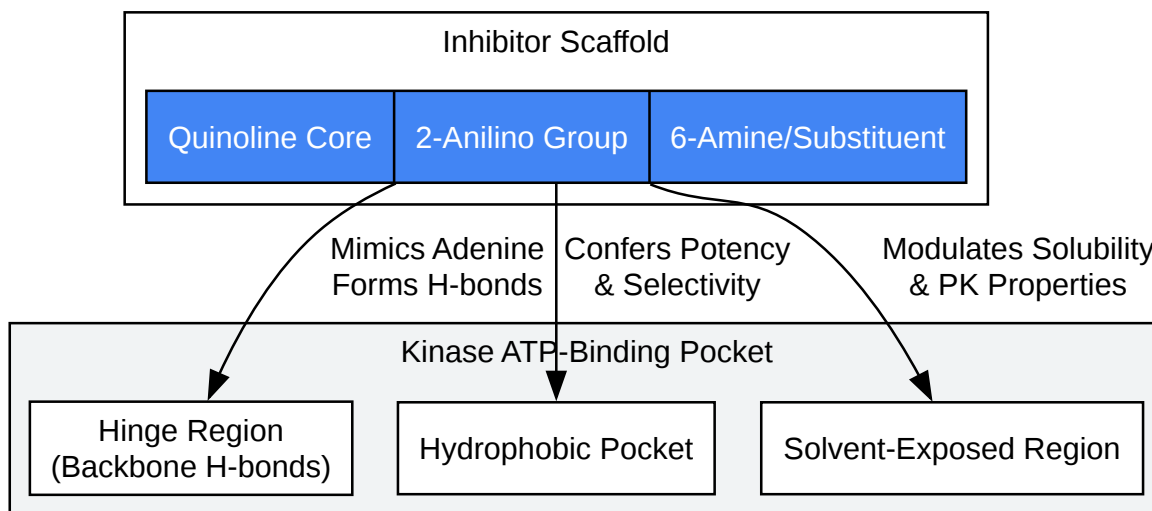 Inhibitor Scaffold
Quinoline Core
2-Anilino Group
6-Amine/Substituent
Mimics Adenine
Forms H-bonds
Confers Potency
& Selectivity
Modulates Solubility
& PK Properties
Kinase ATP-Binding Pocket
Hinge Region
(Backbone H-bonds)
Hydrophobic Pocket
Solvent-Exposed Region